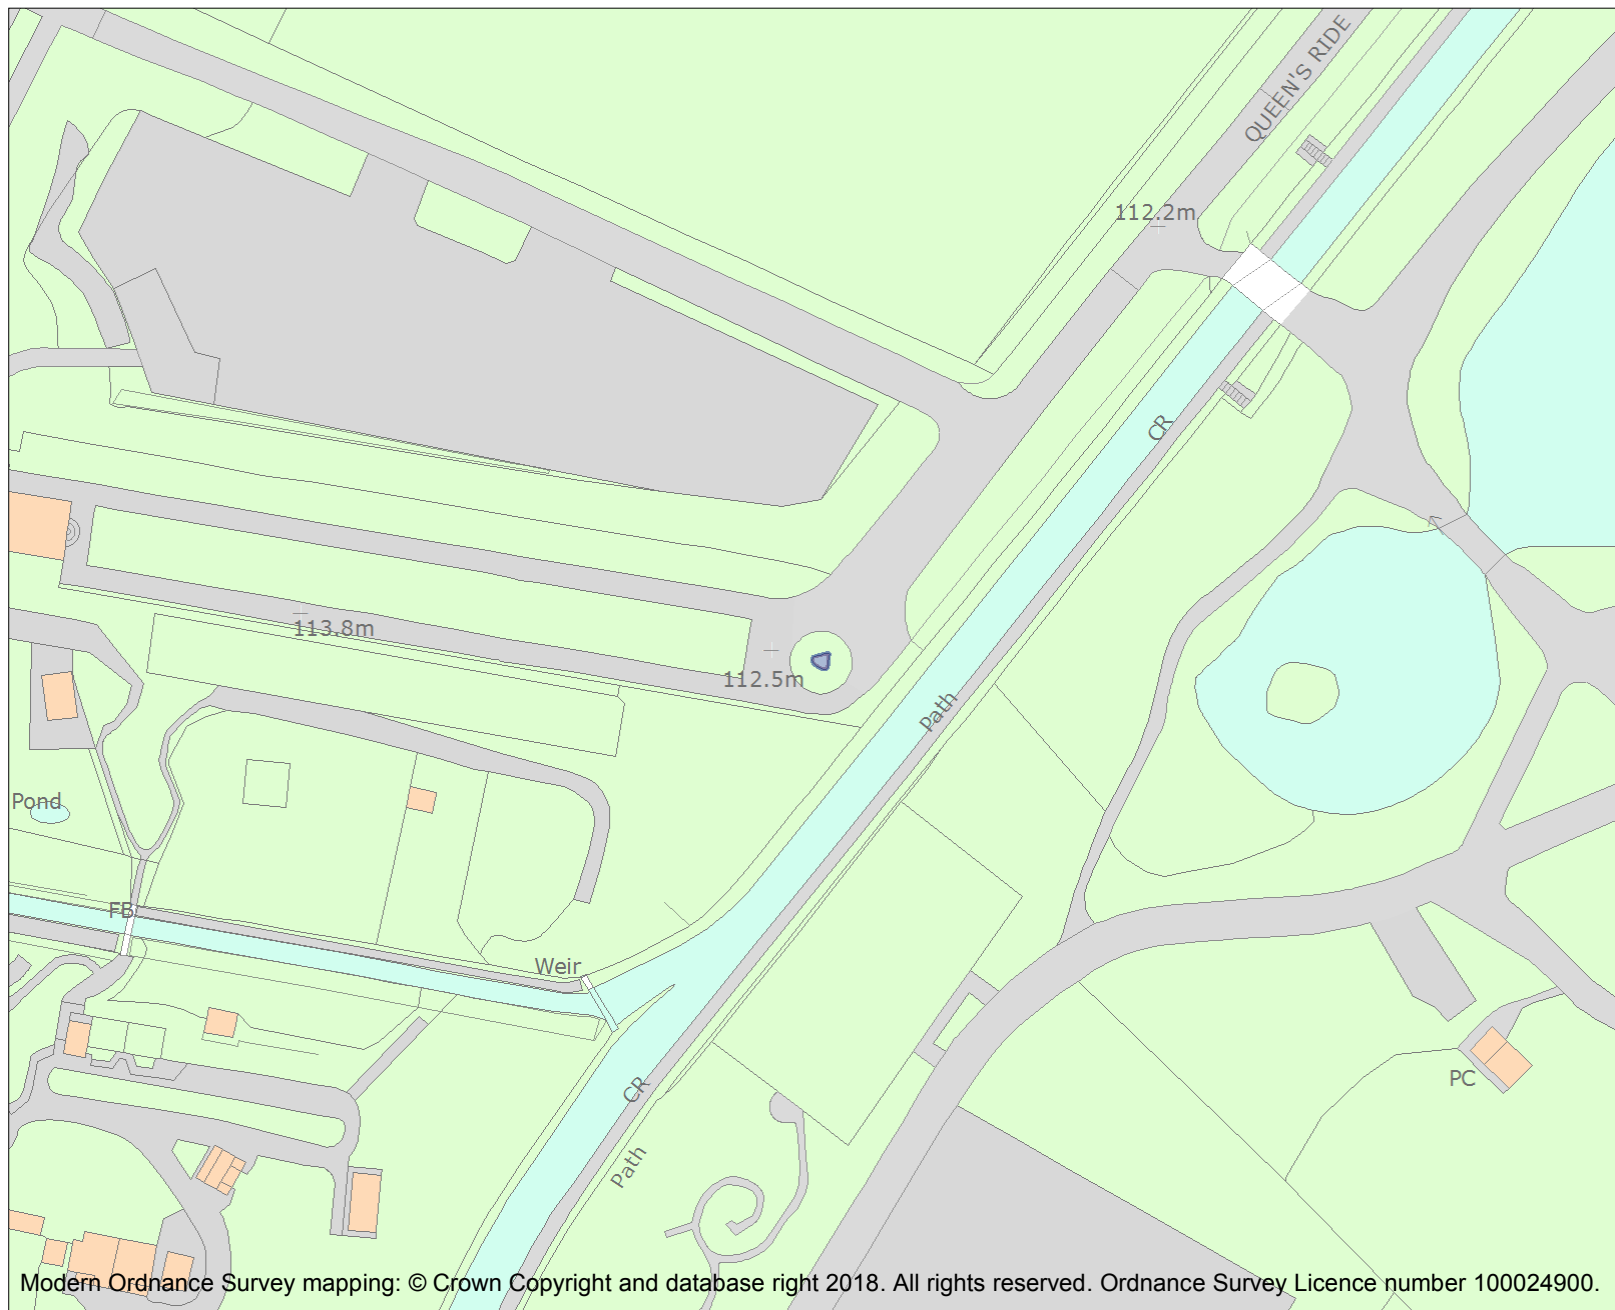 QUEEN'S RIDE
112.2m
CR
113.8m
112.5m
Path
Pond
FB
Weir
CR
PC
Path
Modern Ordnance Survey mapping: © Crown Copyright and database right 2018. All rights reserved. Ordnance Survey Licence number 100024900.